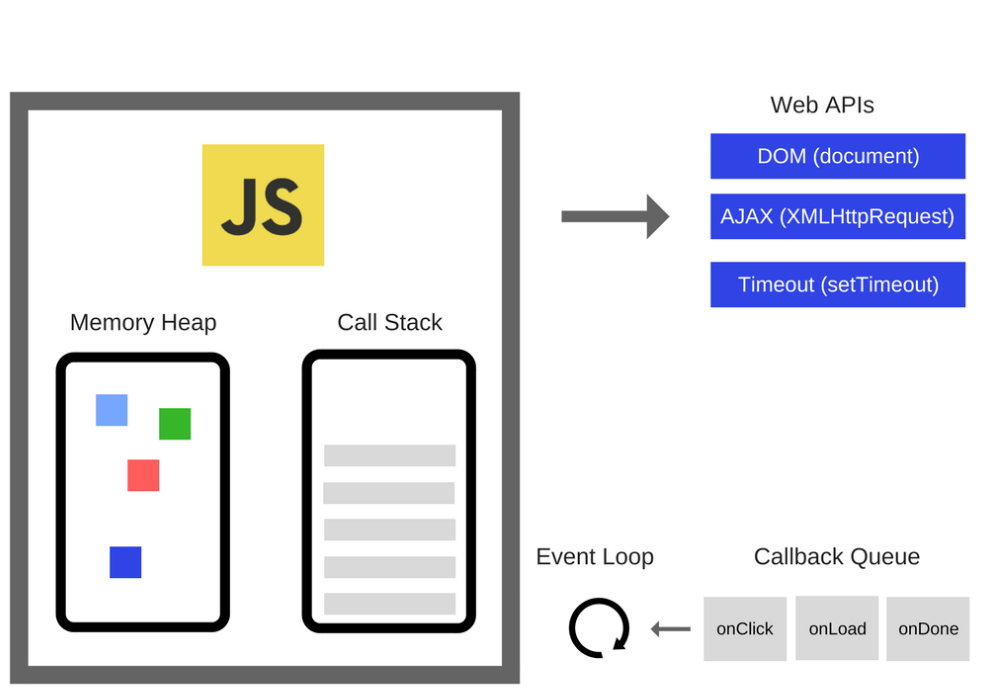 JS
Memory Heap
Call Stack
Web APIs
DOM (document)
AJAX (XMLHttpRequest)
Timeout (setTimeout)
Event Loop
Callback Queue
onClick
onLoad
onDone